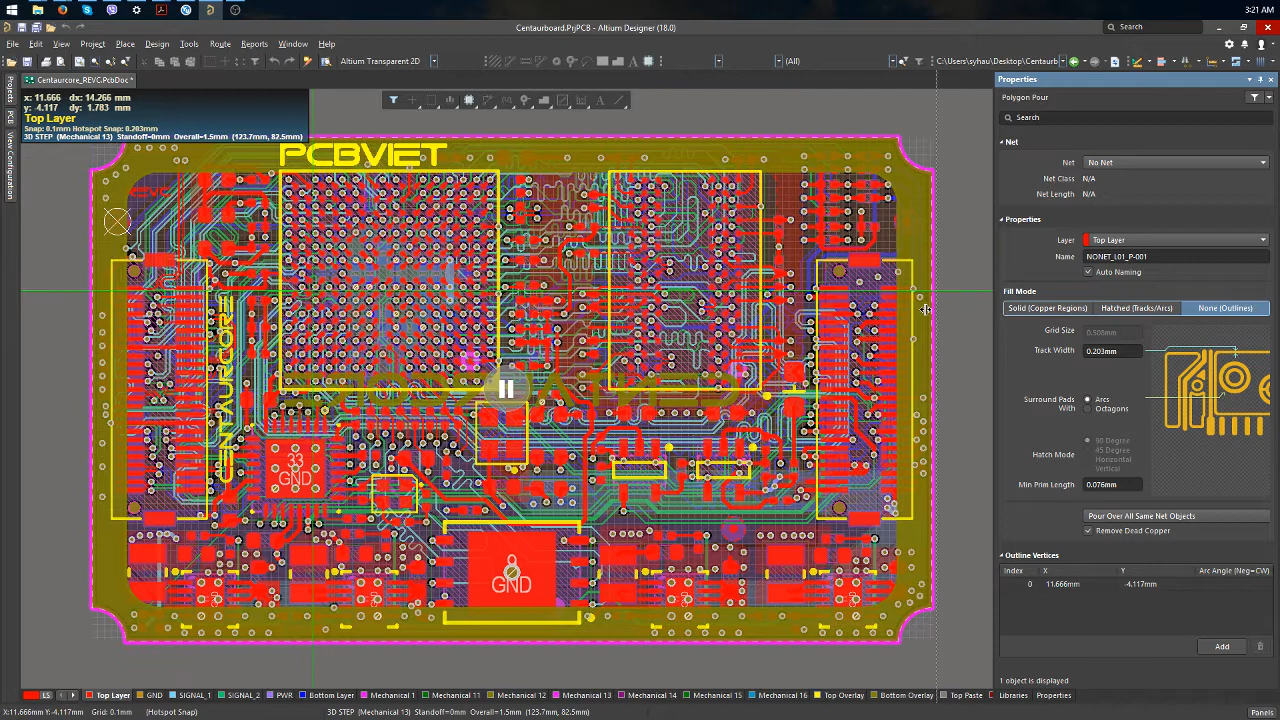 3:21 AM
Centaurboard.PrjPCB - Altium Designer (18.0)
Search
File Edit View Project Place Design Tools Route Reports Window Help
Altium Transparent 2D
(All)
C:\Users\syhau\Desktop\Centaurb
Centaurcore_REVC.PcbDoc *
Projects
PCB
View Configuration
x: 11.666 dx: 14.266 mm
y: -4.117 dy: 1.783 mm
Top Layer
Snap: 0.1mm Hotspot Snap: 0.203mm
3D STEP (Mechanical 13) Standoff=0mm Overall=1.5mm (123.7mm, 82.5mm)
PCBVIET
CENTAURCORE
33
GND
8
GND
Properties
Polygon Pour
Search
Net
Net No Net
Net Class N/A
Net Length N/A
Properties
Layer Top Layer
Name NONET_L01_P-001
Auto Naming
Fill Mode
Solid (Copper Regions) Hatched (Tracks/Arcs) None (Outlines)
Grid Size 0.508mm
Track Width 0.203mm
Surround Pads With Arcs
Octagons
Hatch Mode 90 Degree
45 Degree
Horizontal
Vertical
Min Prim Length 0.076mm
Pour Over All Same Net Objects
Remove Dead Copper
Outline Vertices
Index X Y Arc Angle (Neg=CW)
0 11.666mm -4.117mm
Add
1 object is displayed
LS Top Layer GND SIGNAL_1 SIGNAL_2 PWR Bottom Layer Mechanical 1 Mechanical 11 Mechanical 12 Mechanical 13 Mechanical 14 Mechanical 15 Mechanical 16 Top Overlay Bottom Overlay Top Paste
Libraries Properties
X:11.666mm Y:-4.117mm Grid: 0.1mm (Hotspot Snap) 3D STEP (Mechanical 13) Standoff=0mm Overall=1.5mm (123.7mm, 82.5mm)
Panels